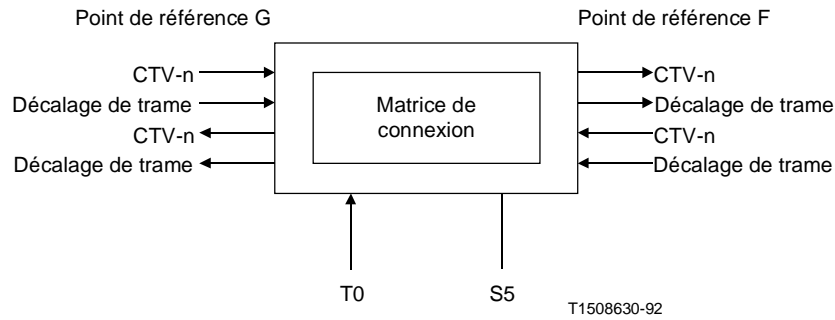 Point de référence G
Point de référence F
CTV-n
CTV-n
Décalage de trame
Décalage de trame
CTV-n
CTV-n
Décalage de trame
Décalage de trame
Matrice de
connexion
T0
S5
T1508630-92